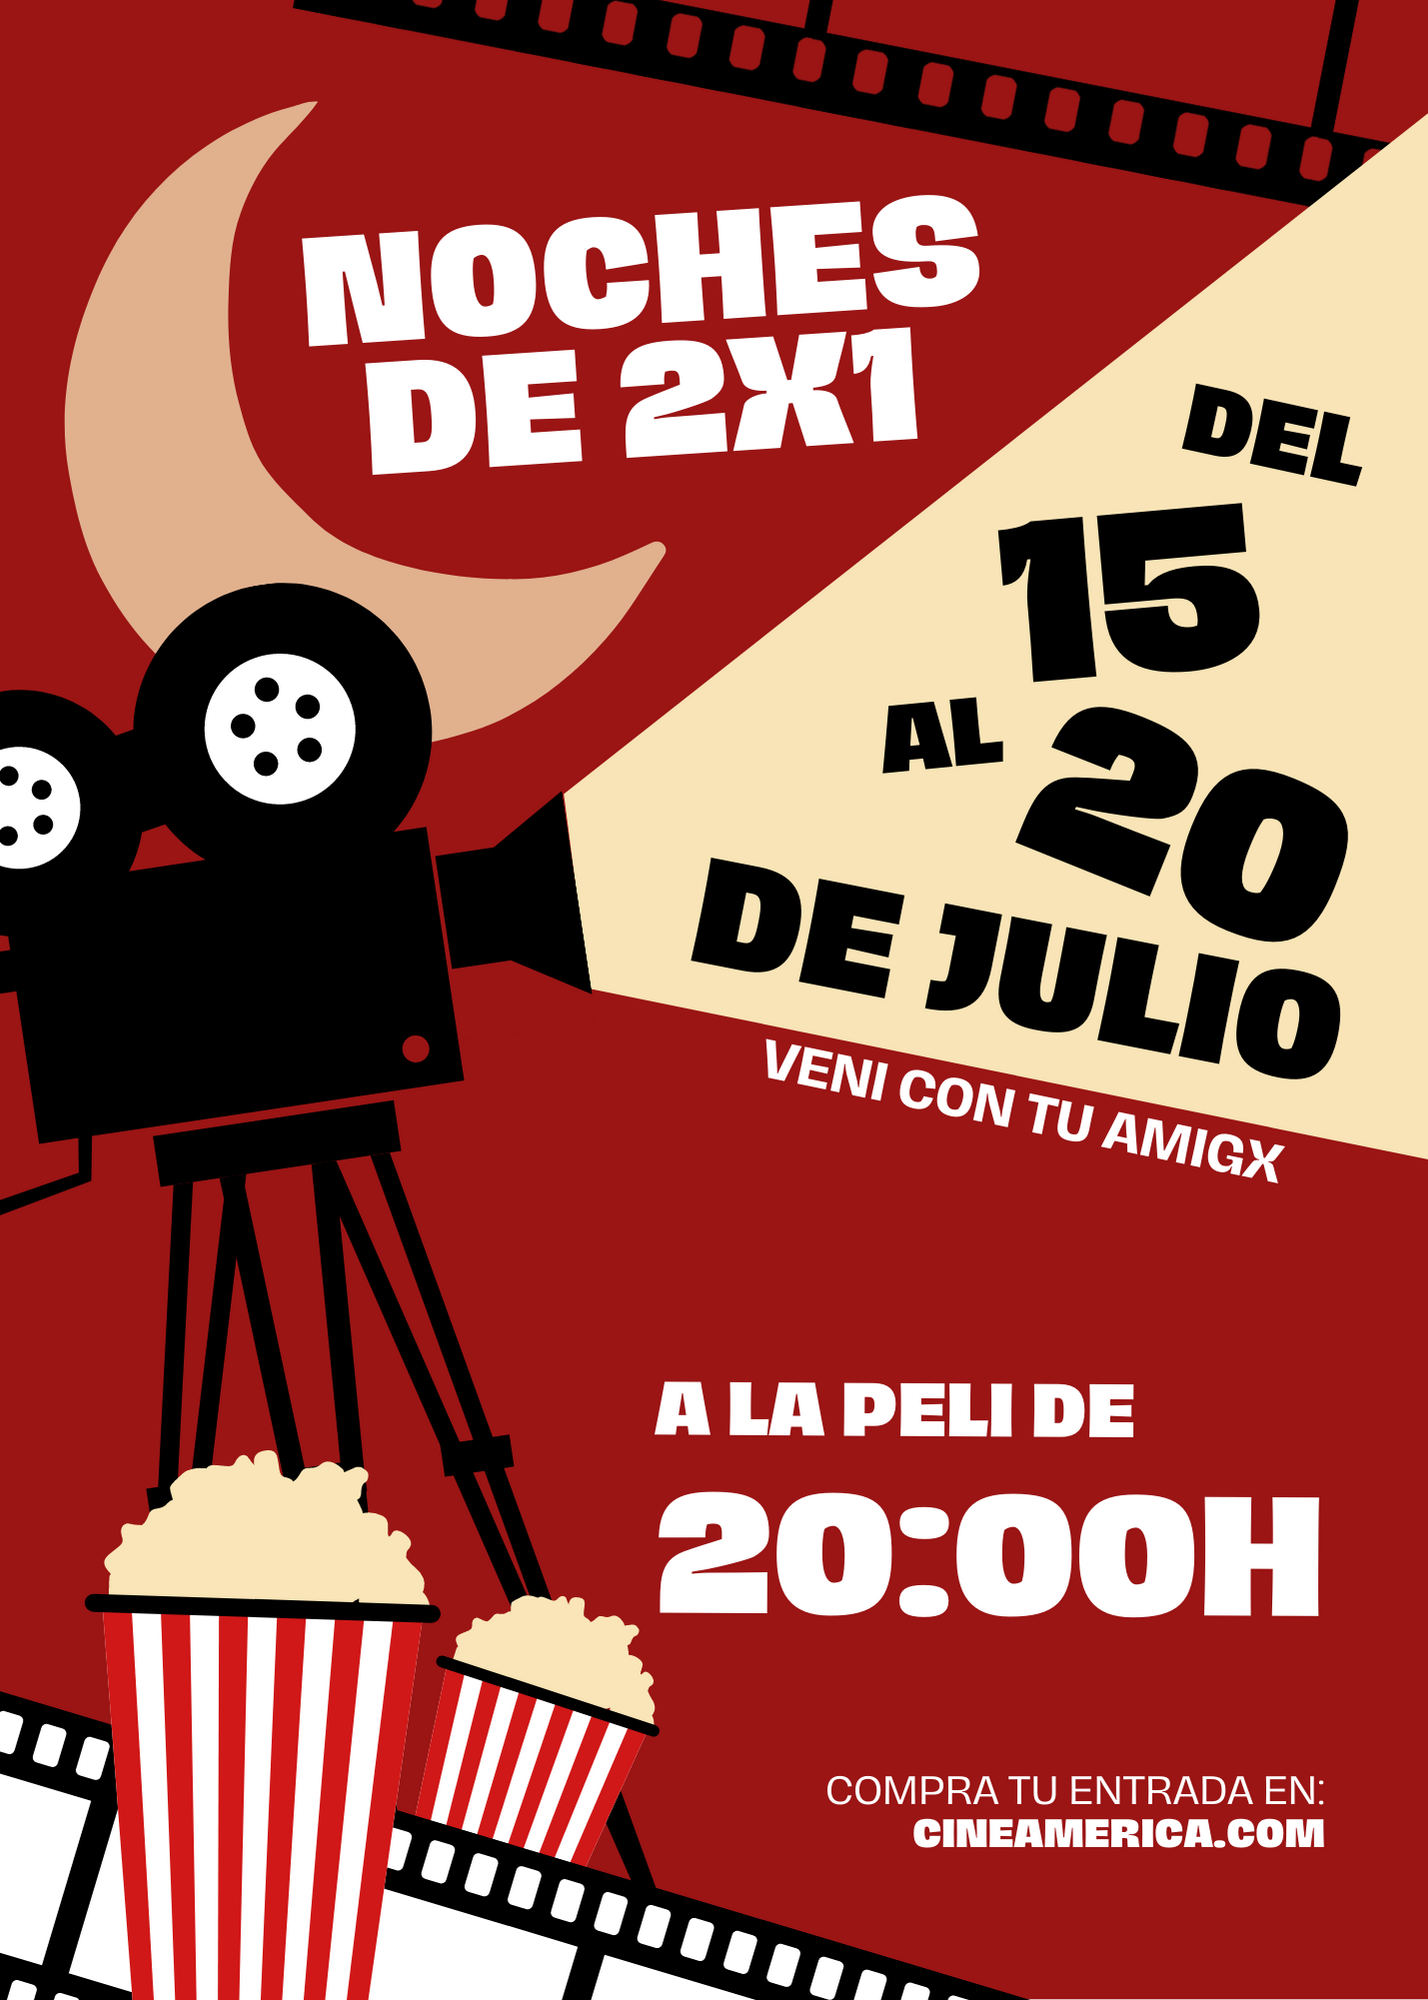 NOCHES
DE 2X1
DEL
15
AL 20
DE JULIO
VENI CON TU AMIGX
A LA PELI DE
20:00H
COMPRA TU ENTRADA EN:
CINEAMERICA.COM